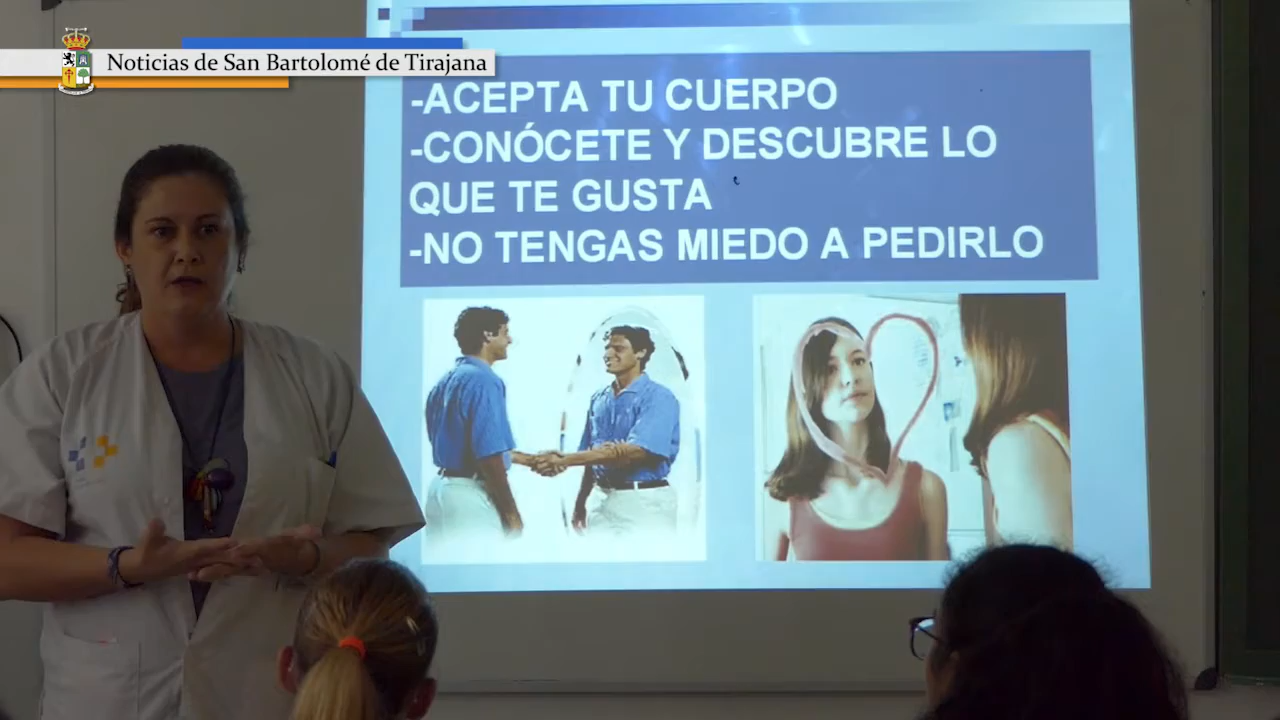 Noticias de San Bartolomé de Tirajana
-ACEPTA TU CUERPO
-CONÓCETE Y DESCUBRE LO
QUE TE GUSTA
-NO TENGAS MIEDO A PEDIRLO